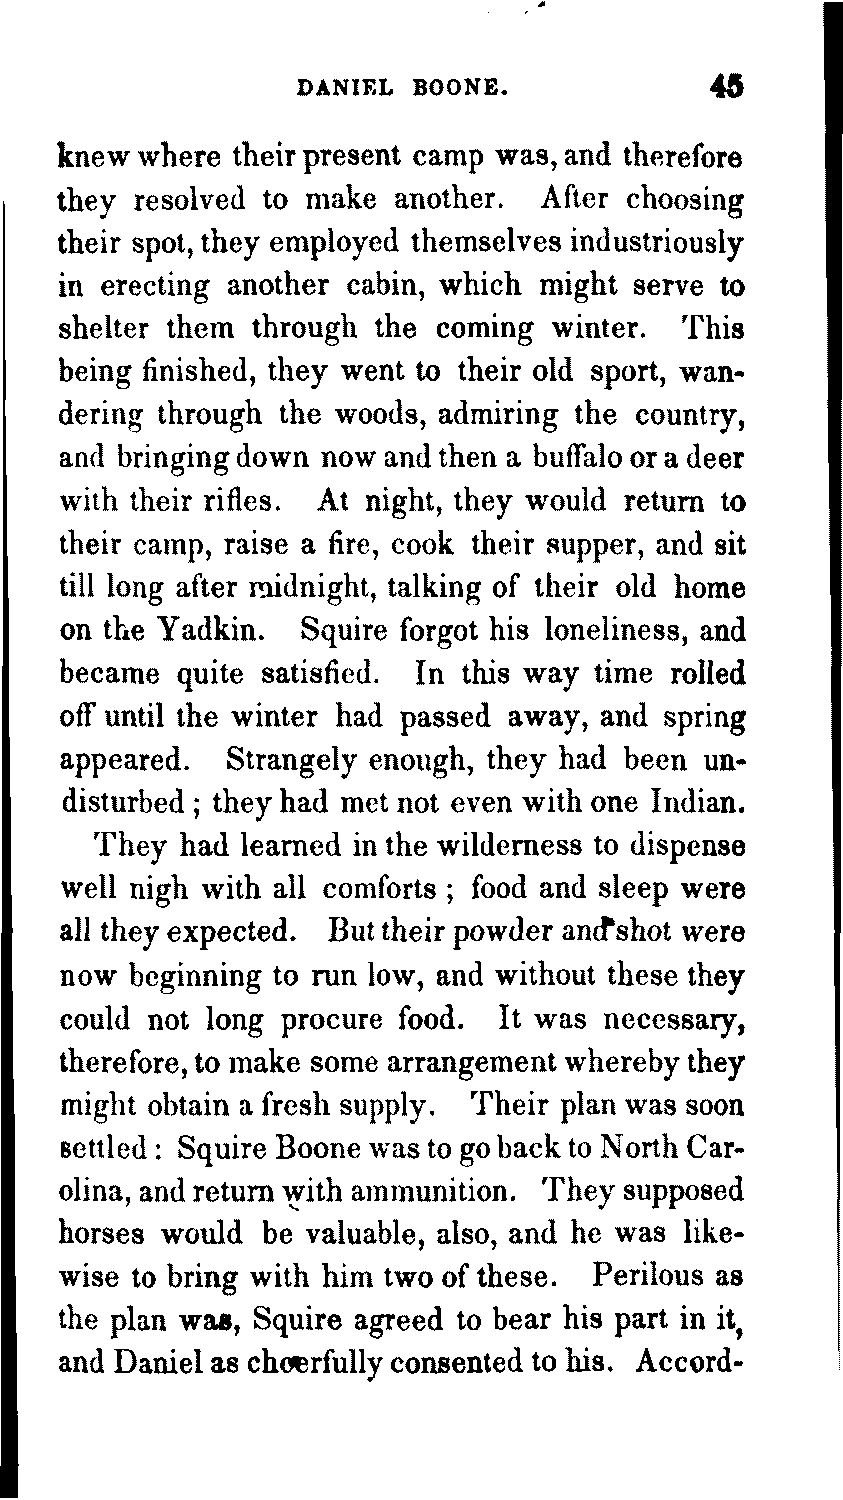 DANIEL BOONE. 45
knew where their present camp was, and therefore
they resolved to make another. After choosing
their spot, they employed themselves industriously
in erecting another cabin, which might serve to
shelter them through the coming winter. This
being finished, they went to their old sport, wan-
dering through the woods, admiring the country,
and bringing down now and then a buffalo or a deer
with their rifles. At night, they would return to
their camp, raise a fire, cook their supper, and sit
till long after midnight, talking of their old home
on the Yadkin. Squire forgot his loneliness, and
became quite satisfied. In this way time rolled
off until the winter had passed away, and spring
appeared. Strangely enough, they had been un-
disturbed ; they had met not even with one Indian.
They had learned in the wilderness to dispense
well nigh with all comforts ; food and sleep were
all they expected. But their powder and shot were
now beginning to run low, and without these they
could not long procure food. It was necessary,
therefore, to make some arrangement whereby they
might obtain a fresh supply. Their plan was soon
settled : Squire Boone was to go back to North Car-
olina, and return with ammunition. They supposed
horses would be valuable, also, and he was like-
wise to bring with him two of these. Perilous as
the plan was, Squire agreed to bear his part in it,
and Daniel as cheerfully consented to his. Accord-